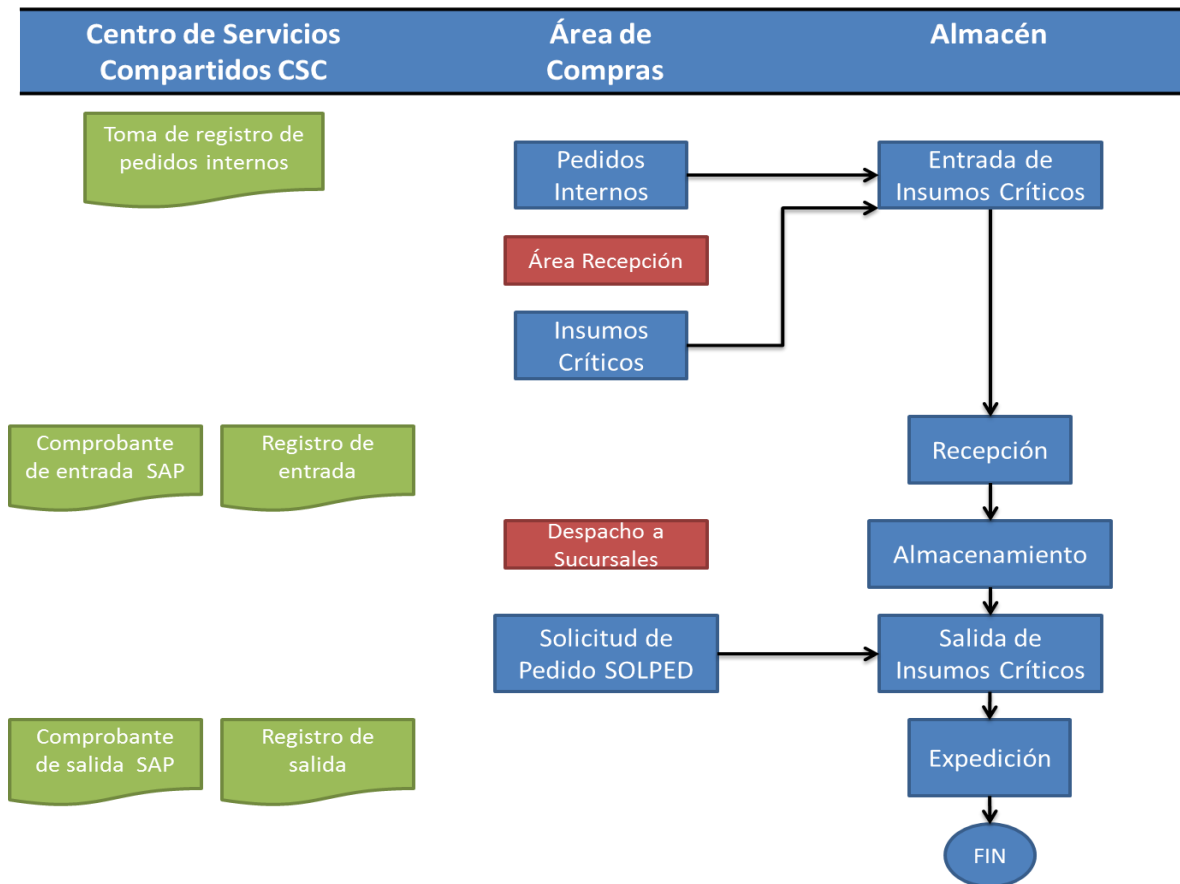 Centro de Servicios
Compartidos CSC
Área de
Compras
Almacén
Toma de registro de
pedidos internos
Pedidos
Internos
Entrada de
Insumos Críticos
Área Recepción
Insumos
Críticos
Comprobante
de entrada SAP
Registro de
entrada
Recepción
Despacho a
Sucursales
Almacenamiento
Solicitud de
Pedido SOLPED
Salida de
Insumos Críticos
Comprobante
de salida SAP
Registro de
salida
Expedición
FIN